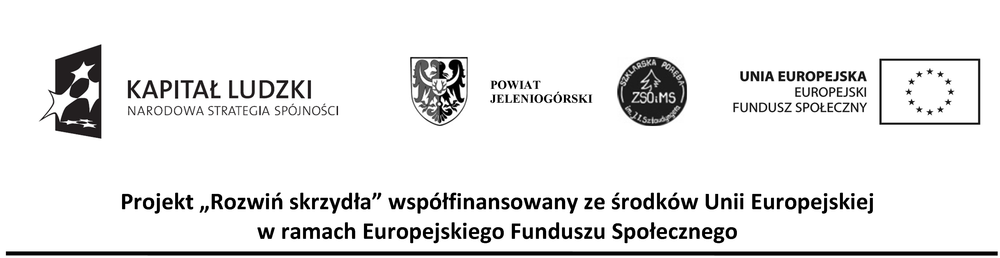 KAPITAŁ LUDZKI
NARODOWA STRATEGIA SPÓJNOŚCI
POWIAT
JELENIOGÓRSKI
SZKLARSKA PORĘBA
ZSOiMS
im. J. I. Sztaudyngera
UNIA EUROPEJSKA
EUROPEJSKI
FUNDUSZ SPOŁECZNY
Projekt „Rozwiń skrzydła” współfinansowany ze środków Unii Europejskiej
w ramach Europejskiego Funduszu Społecznego